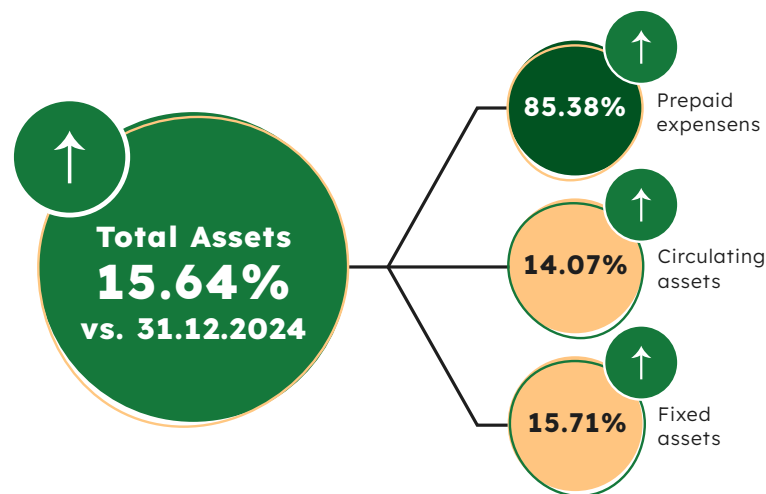 Total Assets
15.64%
vs. 31.12.2024
85.38%
Prepaid
expensens
14.07%
Circulating
assets
15.71%
Fixed
assets